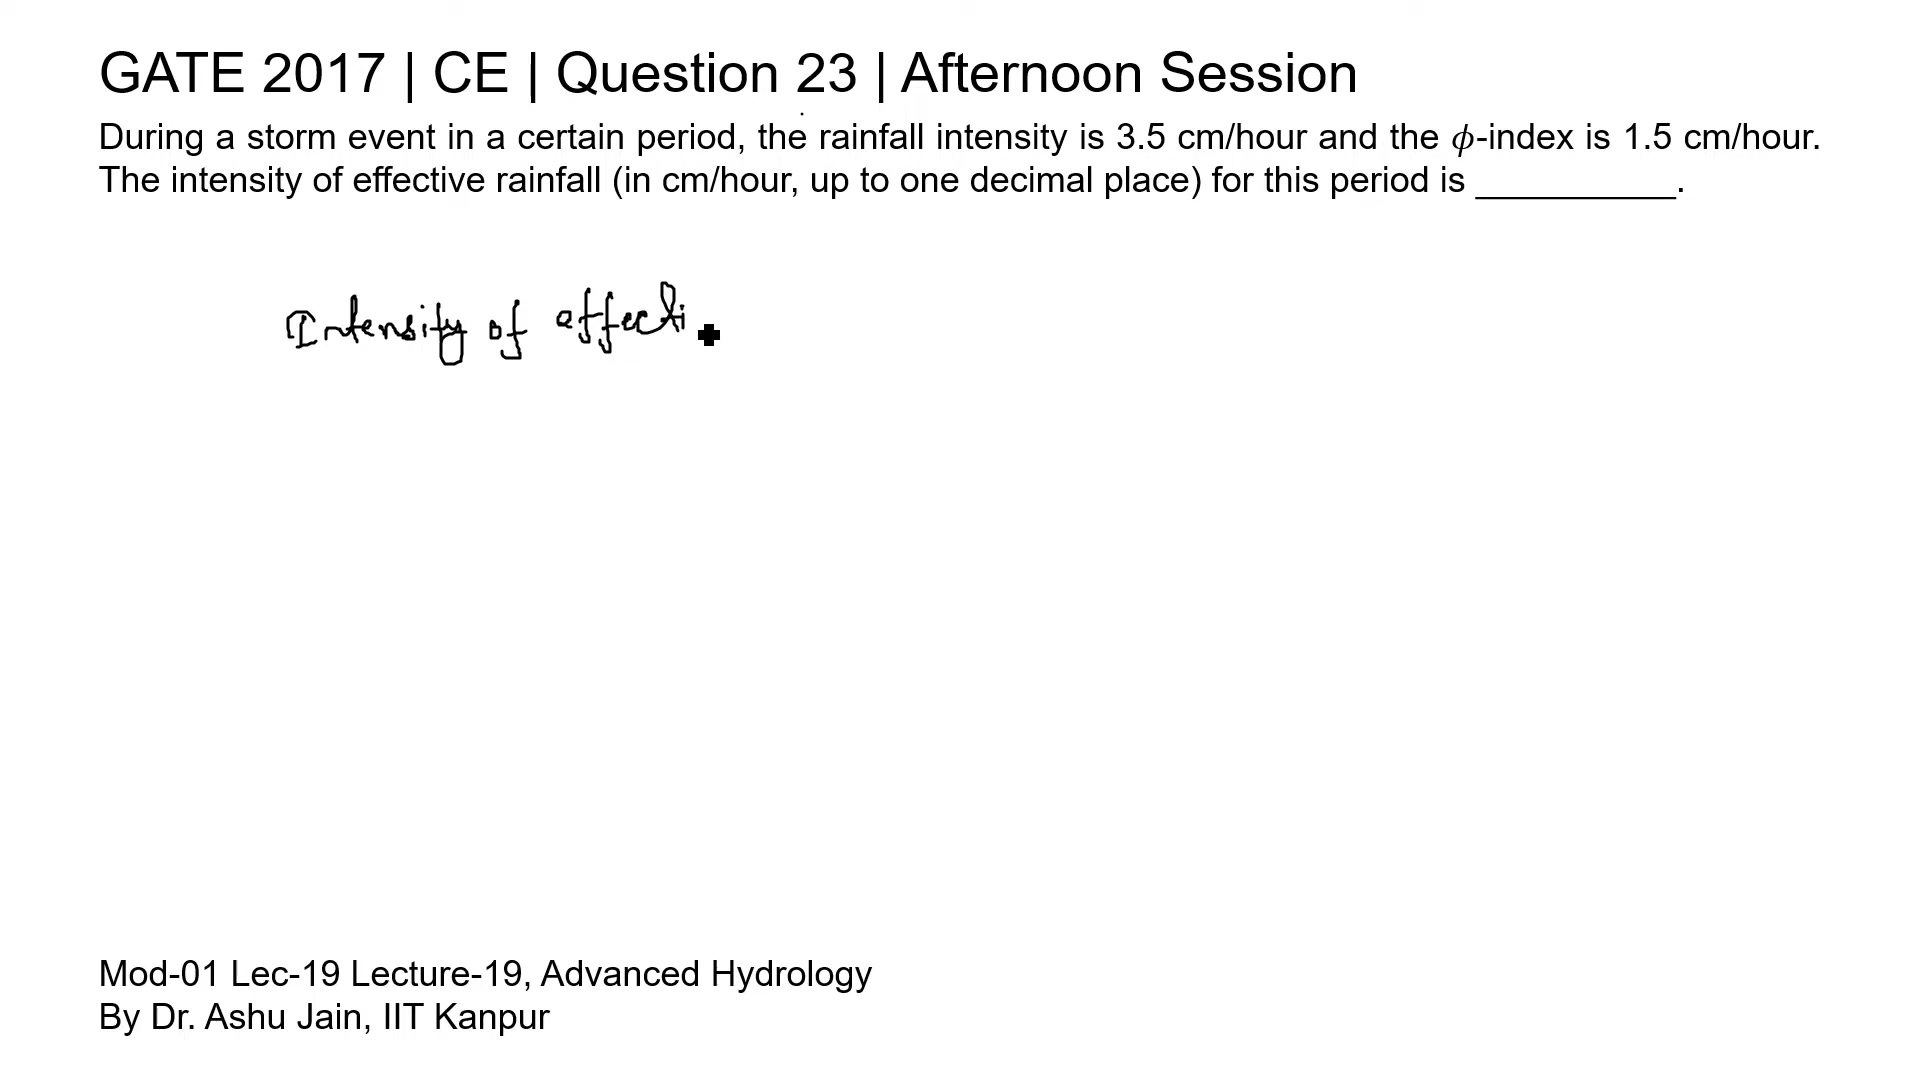 GATE 2017 | CE | Question 23 | Afternoon Session
During a storm event in a certain period, the rainfall intensity is 3.5 cm/hour and the ϕ-index is 1.5 cm/hour.
The intensity of effective rainfall (in cm/hour, up to one decimal place) for this period is __________.
Intensity of effecti
Mod-01 Lec-19 Lecture-19, Advanced Hydrology
By Dr. Ashu Jain, IIT Kanpur